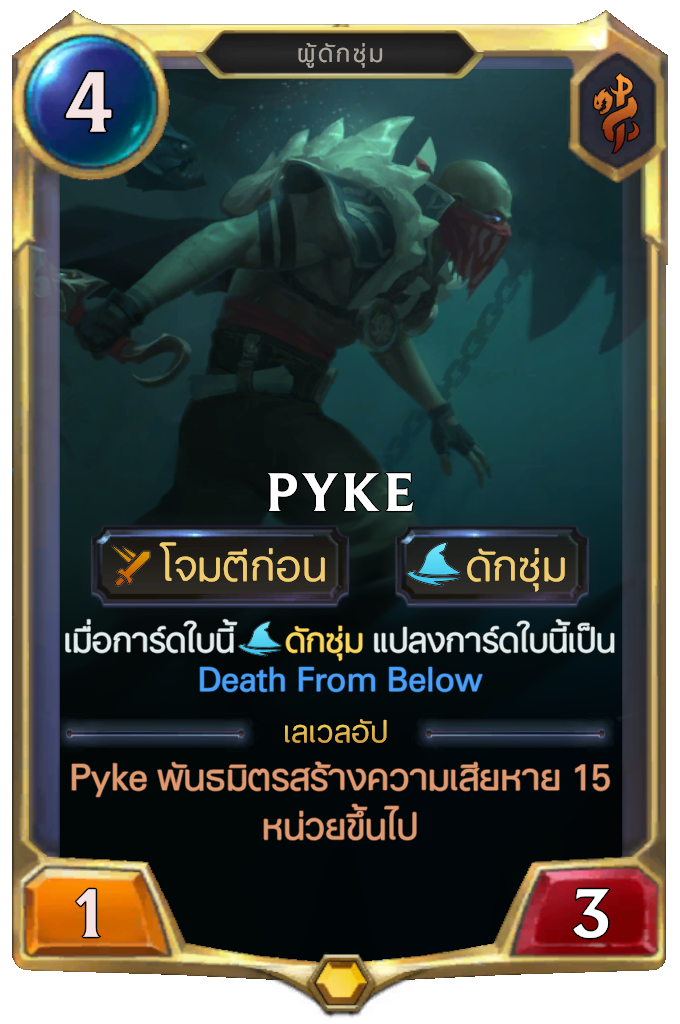 ผู้ดักซุ่ม
4
PYKE
โจมตีก่อน
ดักซุ่ม
เมื่อการ์ดใบนี้ ดักซุ่ม แปลงการ์ดใบนี้เป็น
Death From Below
เลเวลอัป
Pyke พันธมิตรสร้างความเสียหาย 15
หน่วยขึ้นไป
1
3